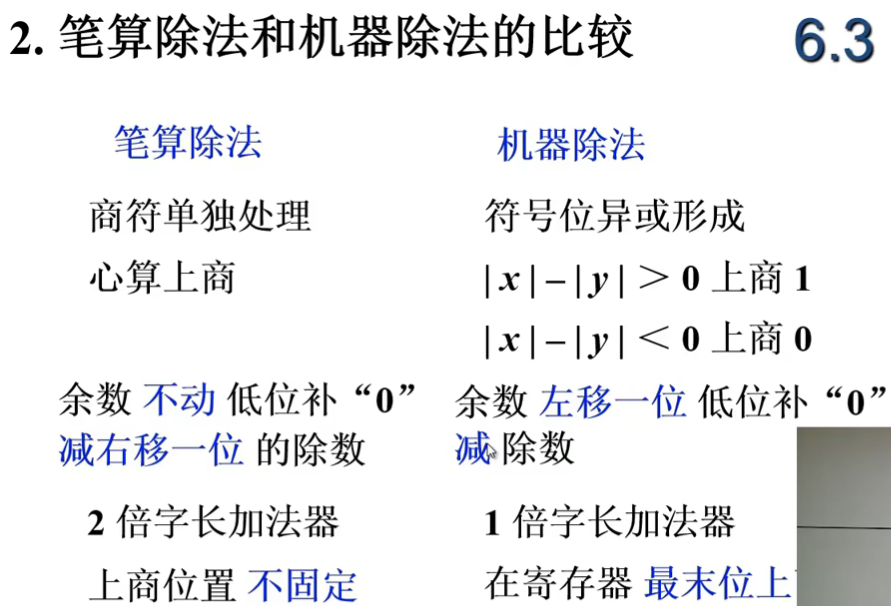 2. 笔算除法和机器除法的比较 6.3
笔算除法 机器除法
商符单独处理 符号位异或形成
心算上商 |x|–|y| > 0 上商 1
|x|–|y| < 0 上商 0
余数 不动 低位补“0” 余数 左移一位 低位补“0”
减右移一位 的除数 减 除数
2 倍字长加法器 1 倍字长加法器
上商位置 不固定 在寄存器 最末位上